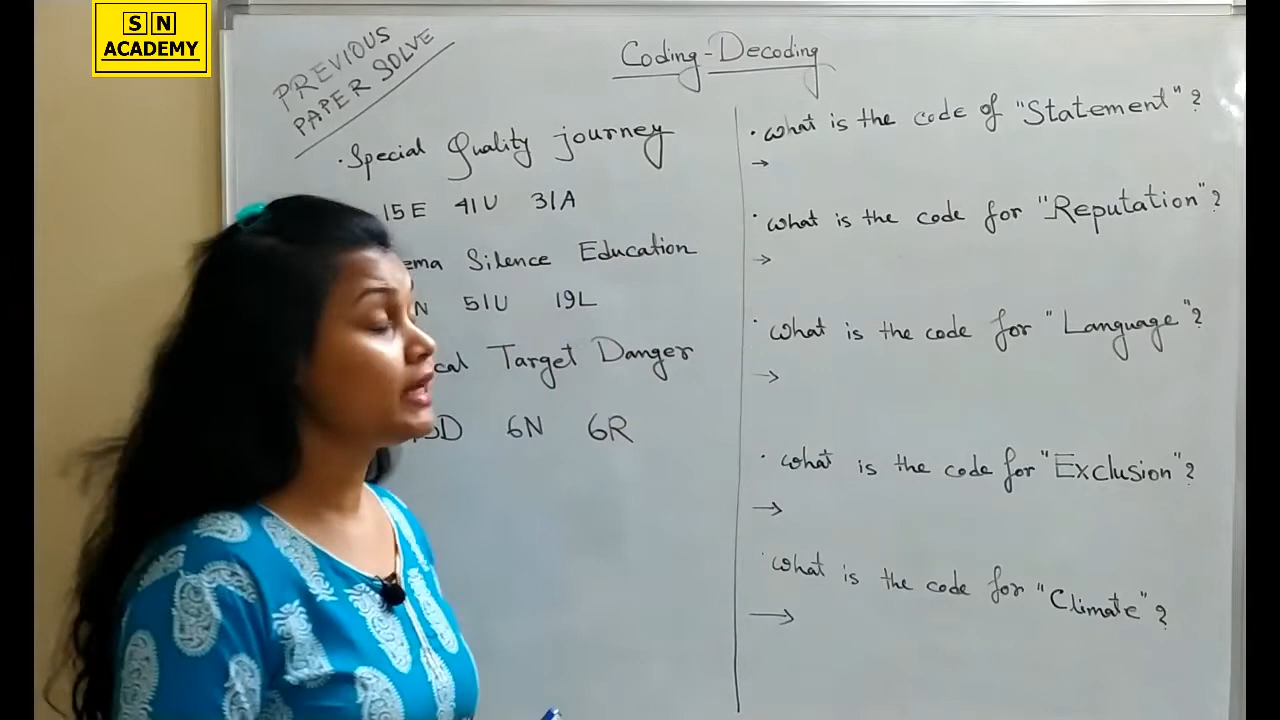 S N
ACADEMY
PREVIOUS
PAPER SOLVE
Coding-Decoding
· Special Quality journey
15E 41U 31A
ema Silence Education
N 51U 19L
cal Target Danger
D 6N 6R
· What is the code of "Statement"?
→
· What is the code for "Reputation"?
→
· What is the code for "Language"?
→
· What is the code for "Exclusion"?
→
· What is the code for "Climate"?
→